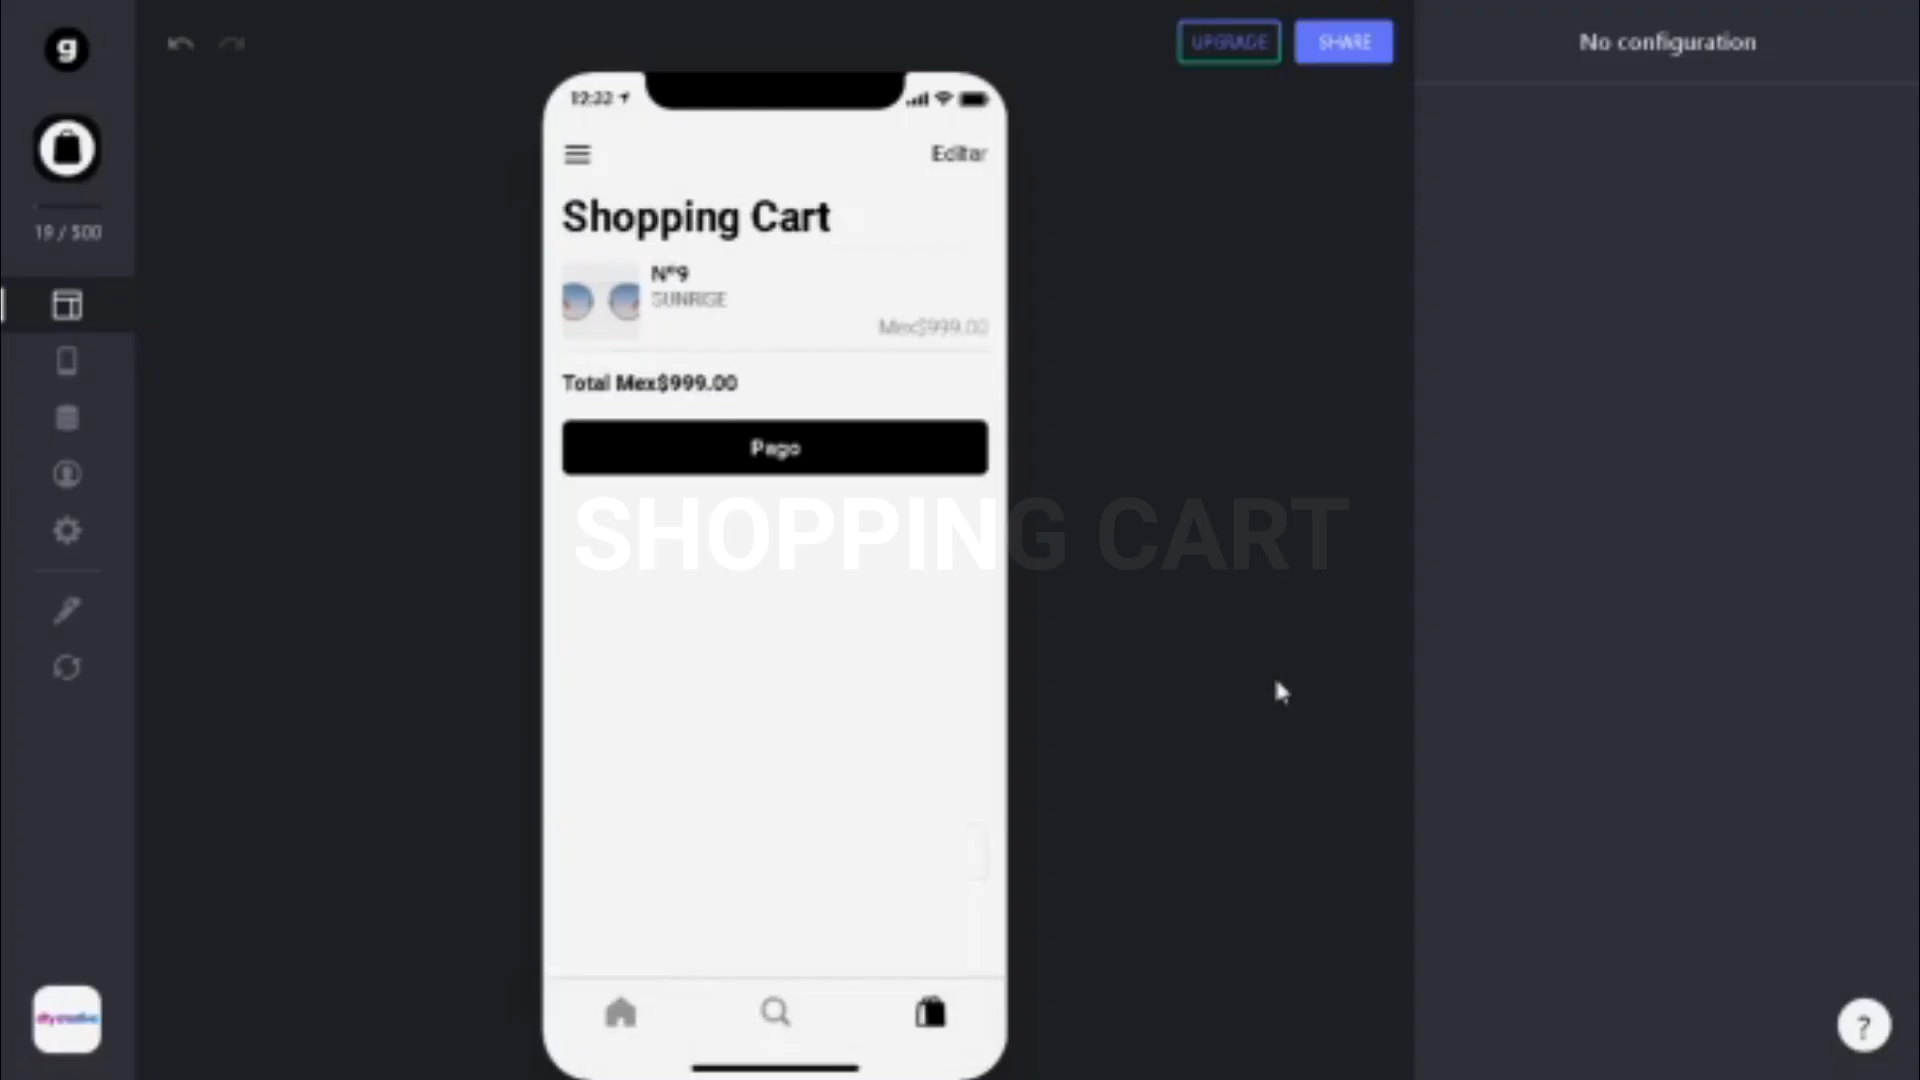 g
UPGRADE
SHARE
No configuration
12:22
Editar
Shopping Cart
19 / 500
Nº9
SUNRISE
Mex$999.00
Total Mex$999.00
Pago
SHOPPING CART
?